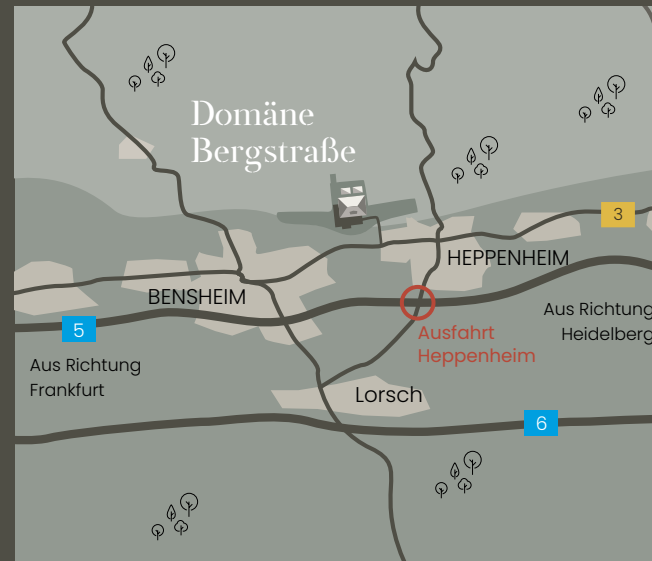 Domäne
Bergstraße
3
HEPPENHEIM
BENSHEIM
Aus Richtung
Heidelberg
5
Ausfahrt
Heppenheim
Aus Richtung
Frankfurt
Lorsch
6